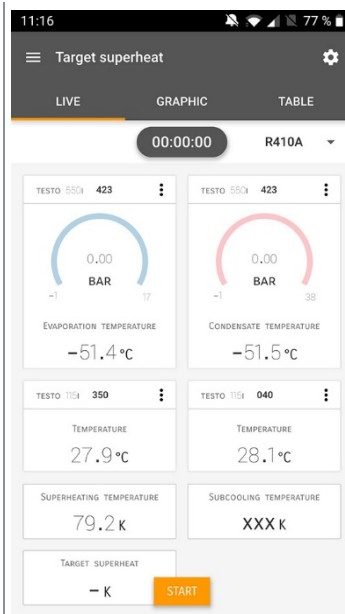 11:16 77 %
Target superheat
LIVE GRAPHIC TABLE
00:00:00 R410A
TESTO 550i 423
TESTO 550i 423
0.00
BAR
-1 17
0.00
BAR
-1 38
EVAPORATION TEMPERATURE
-51.4 °C
CONDENSATE TEMPERATURE
-51.5 °C
TESTO 115i 350
TESTO 115i 040
TEMPERATURE
27.9 °C
TEMPERATURE
28.1 °C
SUPERHEATING TEMPERATURE
79.2 K
SUBCOOLING TEMPERATURE
XXX K
TARGET SUPERHEAT
– K
START